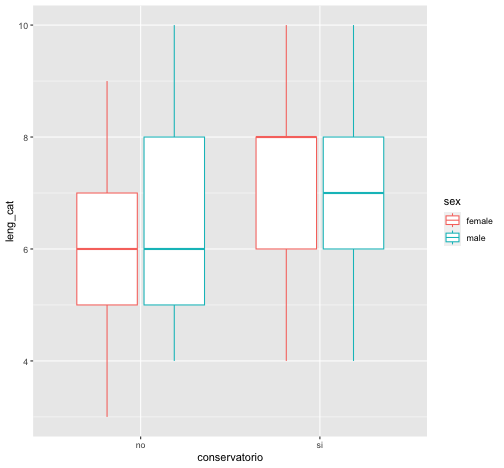 10
8
6
4
leng_cat
no
si
conservatorio
sex
female
male